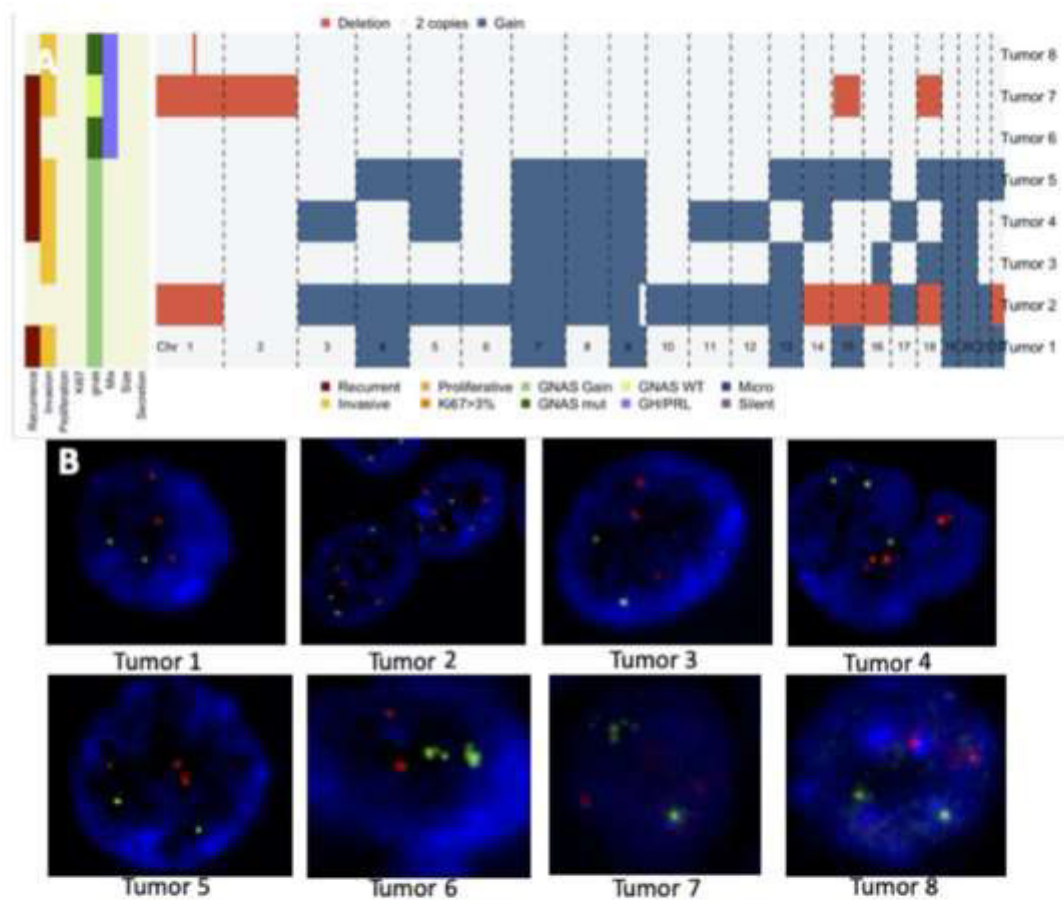 Deletion 2 copies Gain
A
Tumor 8
Tumor 7
Tumor 6
Tumor 5
Tumor 4
Tumor 3
Tumor 2
Chr 1 2 3 4 5 6 7 8 9 10 11 12 13 14 15 16 17 18 Tumor 1
Recurrence
Invasion
Proliferation
Ki67
gnas
Mix
Size
Secretion
Recurrent Proliferative GNAS Gain GNAS WT Micro
Invasive Ki67>3% GNAS mut GH/PRL Silent
B
Tumor 1 Tumor 2 Tumor 3 Tumor 4
Tumor 5 Tumor 6 Tumor 7 Tumor 8